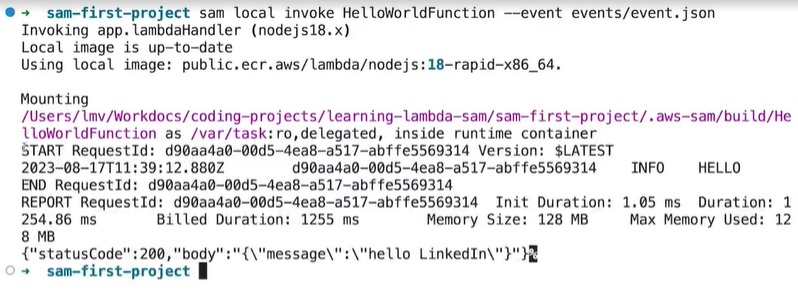 → sam-first-project sam local invoke HelloWorldFunction --event events/event.json
Invoking app.lambdaHandler (nodejs18.x)
Local image is up-to-date
Using local image: public.ecr.aws/lambda/nodejs:18-rapid-x86_64.

Mounting
/Users/lmv/Workdocs/coding-projects/learning-lambda-sam/sam-first-project/.aws-sam/build/He
lloWorldFunction as /var/task:ro,delegated, inside runtime container
START RequestId: d90aa4a0-00d5-4ea8-a517-abffe5569314 Version: $LATEST
2023-08-17T11:39:12.880Z d90aa4a0-00d5-4ea8-a517-abffe5569314 INFO HELLO
END RequestId: d90aa4a0-00d5-4ea8-a517-abffe5569314
REPORT RequestId: d90aa4a0-00d5-4ea8-a517-abffe5569314 Init Duration: 1.05 ms Duration: 1
254.86 ms Billed Duration: 1255 ms Memory Size: 128 MB Max Memory Used: 12
8 MB
{"statusCode":200,"body":"{\"message\":\"hello LinkedIn\"}"}%
→ sam-first-project